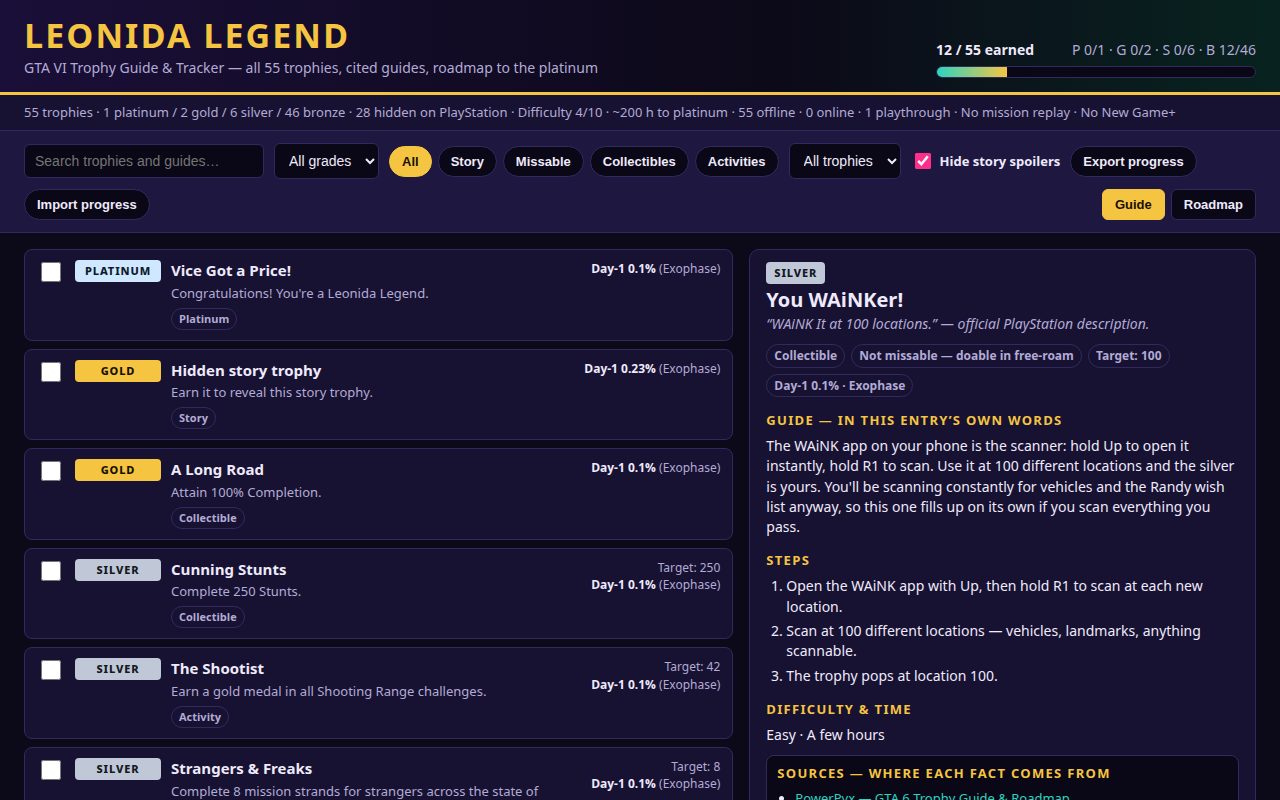 LEONIDA LEGEND
GTA VI Trophy Guide & Tracker — all 55 trophies, cited guides, roadmap to the platinum
12 / 55 earned
P 0/1 · G 0/2 · S 0/6 · B 12/46
55 trophies · 1 platinum / 2 gold / 6 silver / 46 bronze · 28 hidden on PlayStation · Difficulty 4/10 · ~200 h to platinum · 55 offline · 0 online · 1 playthrough · No mission replay · No New Game+
Search trophies and guides…
All grades
All
Story
Missable
Collectibles
Activities
All trophies
Hide story spoilers
Export progress
Import progress
Guide
Roadmap
PLATINUM
Vice Got a Price!
Day-1 0.1% (Exophase)
Congratulations! You're a Leonida Legend.
Platinum
GOLD
Hidden story trophy
Day-1 0.23% (Exophase)
Earn it to reveal this story trophy.
Story
GOLD
A Long Road
Day-1 0.1% (Exophase)
Attain 100% Completion.
Collectible
SILVER
Cunning Stunts
Target: 250
Day-1 0.1% (Exophase)
Complete 250 Stunts.
Collectible
SILVER
The Shootist
Target: 42
Day-1 0.1% (Exophase)
Earn a gold medal in all Shooting Range challenges.
Activity
SILVER
Strangers & Freaks
Target: 8
Day-1 0.1% (Exophase)
Complete 8 mission strands for strangers across the state of
SILVER
You WAiNKer!
“WAiNK It at 100 locations.” — official PlayStation description.
Collectible
Not missable — doable in free-roam
Target: 100
Day-1 0.1% · Exophase
GUIDE — IN THIS ENTRY’S OWN WORDS
The WAiNK app on your phone is the scanner: hold Up to open it
instantly, hold R1 to scan. Use it at 100 different locations and the silver
is yours. You'll be scanning constantly for vehicles and the Randy wish
list anyway, so this one fills up on its own if you scan everything you
pass.
STEPS
1. Open the WAiNK app with Up, then hold R1 to scan at each new
location.
2. Scan at 100 different locations — vehicles, landmarks, anything
scannable.
3. The trophy pops at location 100.
DIFFICULTY & TIME
Easy · A few hours
SOURCES — WHERE EACH FACT COMES FROM
PowerPyx — GTA 6 Trophy Guide & Roadmap